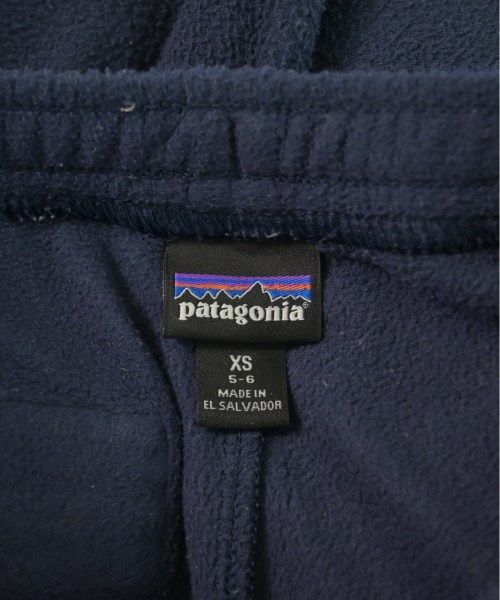 patagonia®
XS
5-6
MADE IN
EL SALVADOR